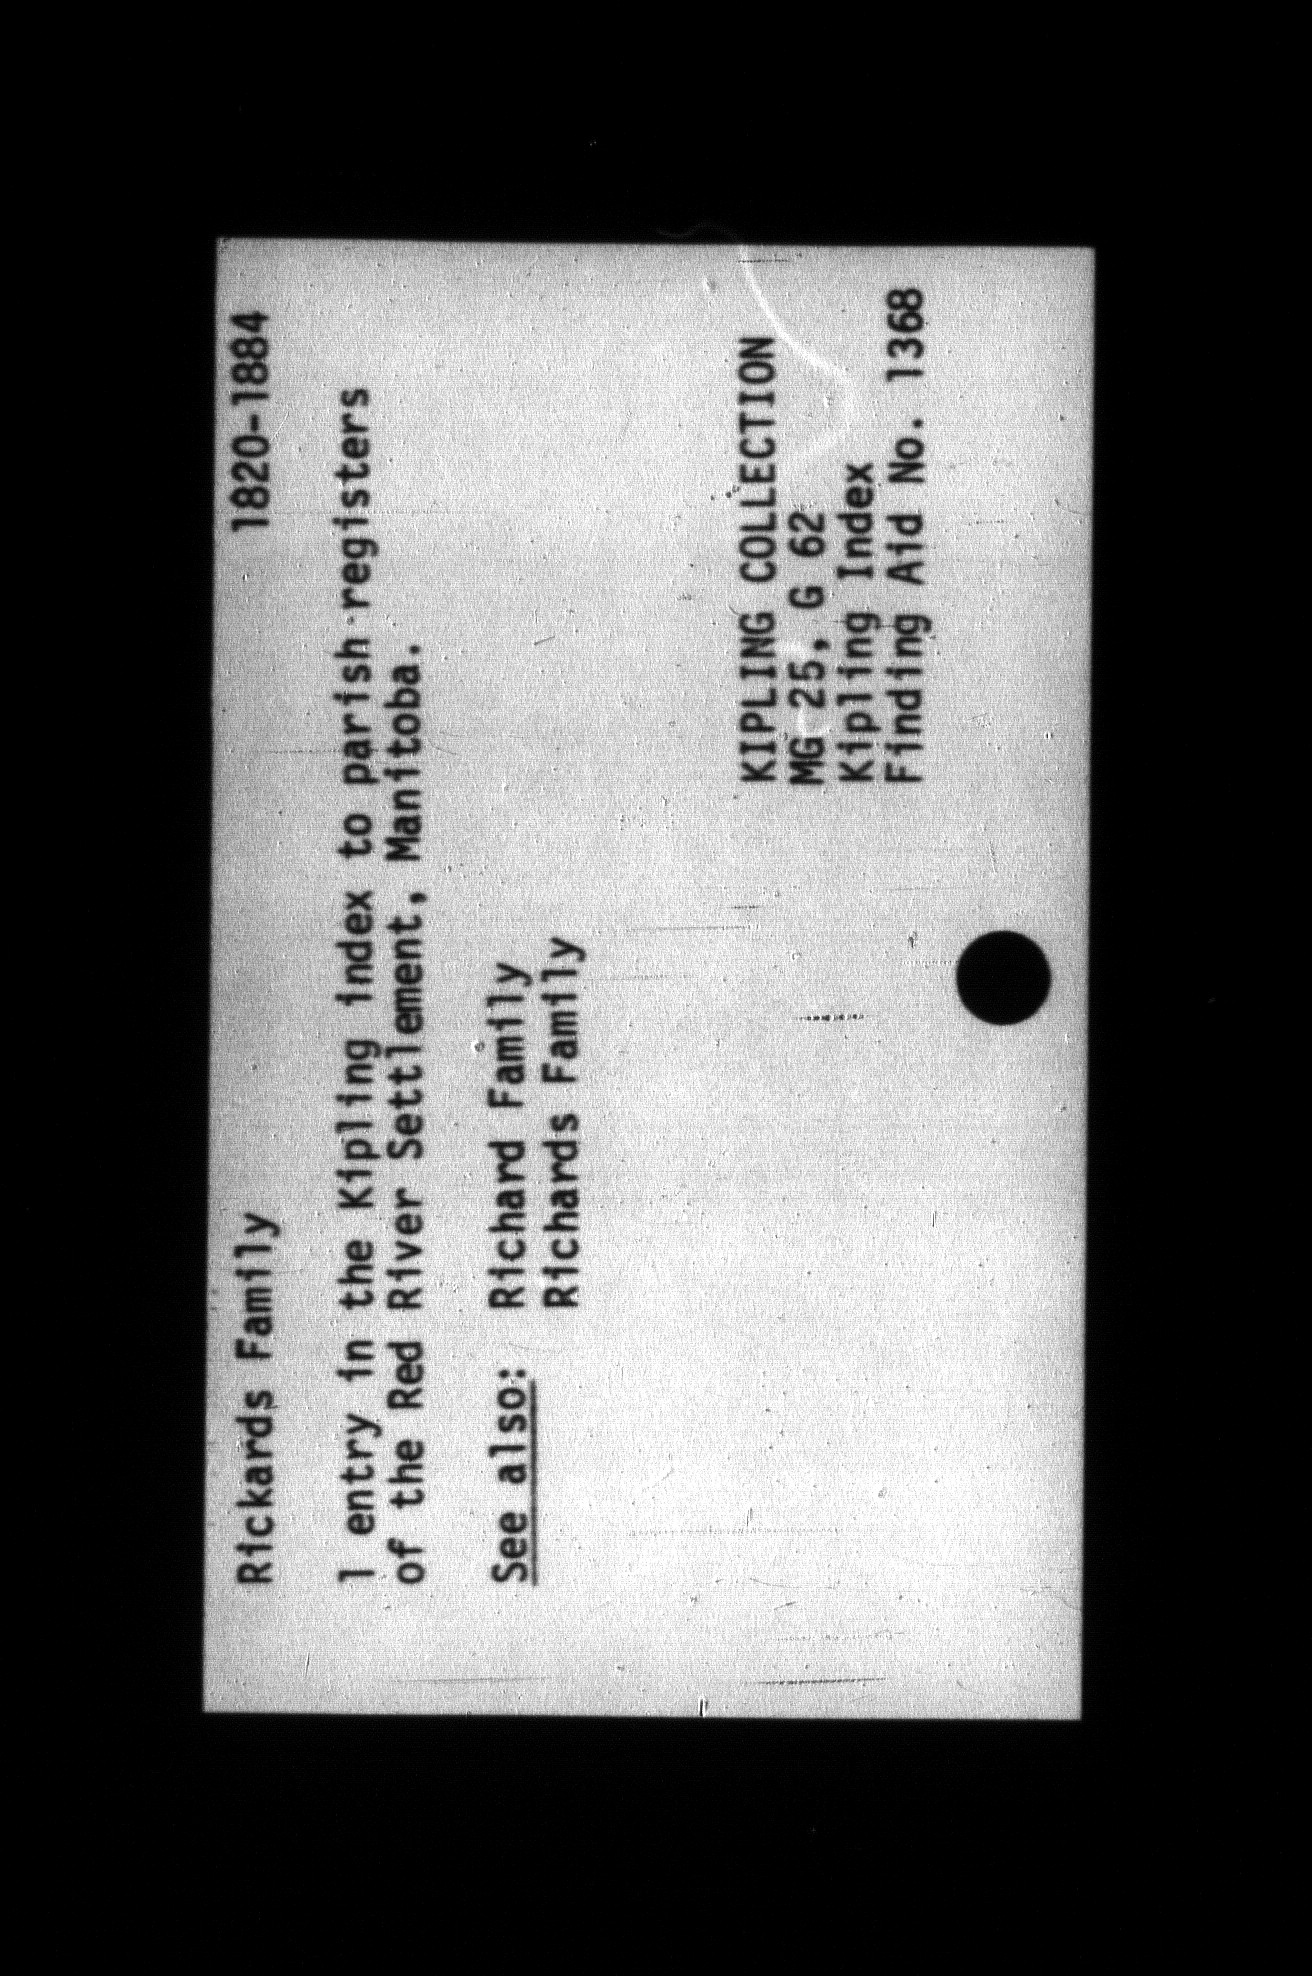 Rickards Family 1820-1884
1 entry in the Kipling index to parish registers
of the Red River Settlement, Manitoba.
See also: Richard Family
Richards Family
KIPLING COLLECTION
MG 25, G 62
Kipling Index
Finding Aid No. 1368